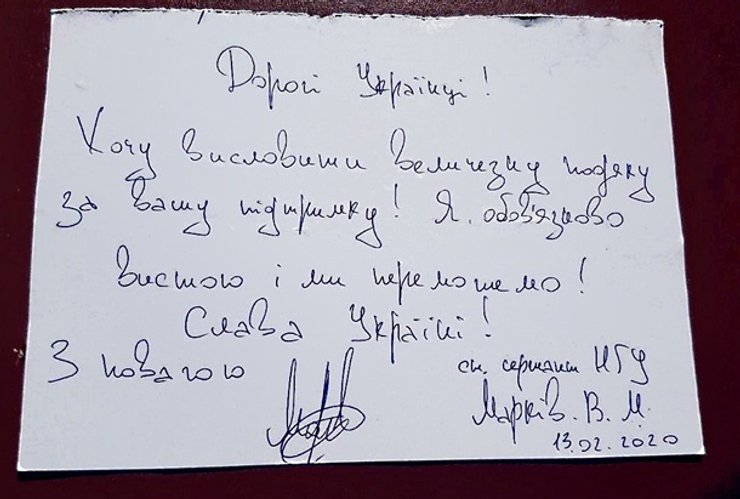 Дорогі Українці!
Хочу висловити величезну подяку
за вашу підтримку! Я обов'язково
вистою і ми переможемо!
Слава Україні!
З повагою ст. сержант НГУ
Марків. В. М.
13.02.2020